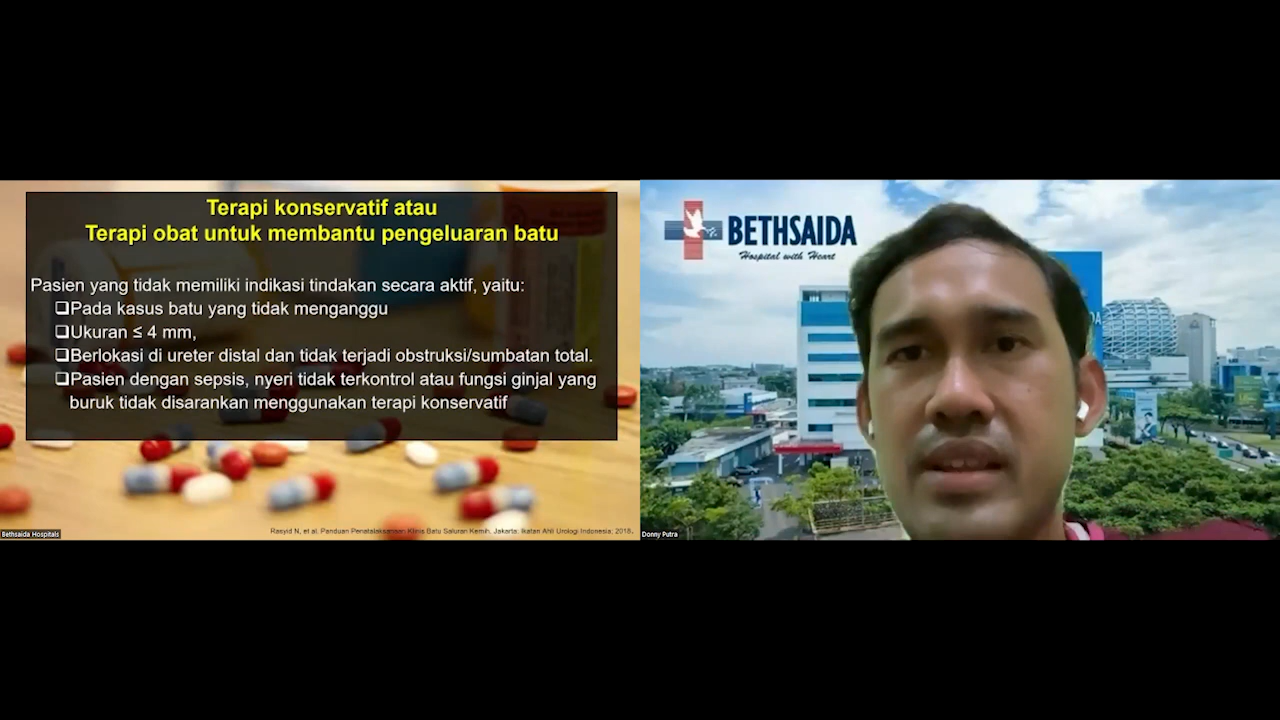 Terapi konservatif atau
Terapi obat untuk membantu pengeluaran batu
Pasien yang tidak memiliki indikasi tindakan secara aktif, yaitu:
❑Pada kasus batu yang tidak menganggu
❑Ukuran ≤ 4 mm,
❑Berlokasi di ureter distal dan tidak terjadi obstruksi/sumbatan total.
❑Pasien dengan sepsis, nyeri tidak terkontrol atau fungsi ginjal yang
buruk tidak disarankan menggunakan terapi konservatif
Rasyid N, et al. Panduan Penatalaksanaan Klinis Batu Saluran Kemih. Jakarta: Ikatan Ahli Urologi Indonesia; 2018.
Bethsaida Hospitals
BETHSAIDA
Hospital with Heart
Donny Putra